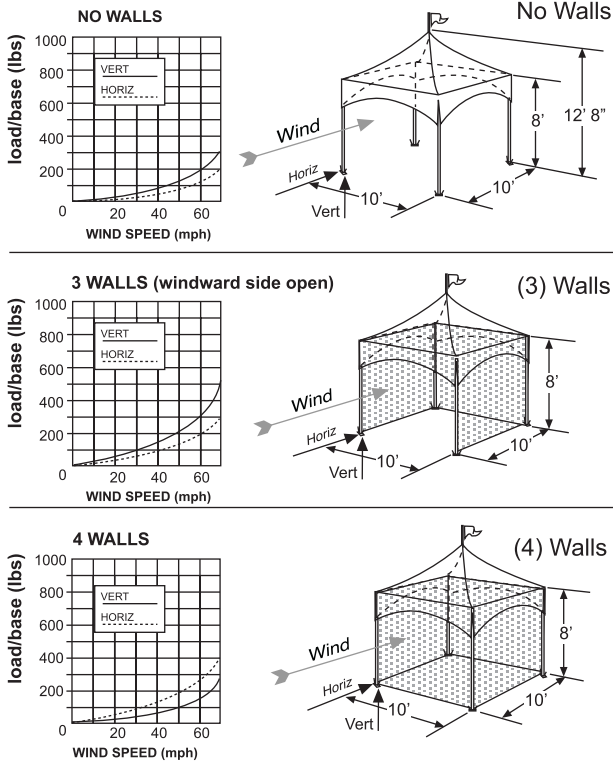 NO WALLS
No Walls
load/base (lbs)
1000
800
600
400
200
0
20
40
60
VERT
HORIZ
WIND SPEED (mph)
Wind
Horiz
Vert
10’
10’
8’
12’ 8”
3 WALLS (windward side open)
(3) Walls
load/base (lbs)
1000
800
600
400
200
0
20
40
60
VERT
HORIZ
WIND SPEED (mph)
Wind
Horiz
Vert
10’
10’
8’
4 WALLS
(4) Walls
load/base (lbs)
1000
800
600
400
200
0
20
40
60
VERT
HORIZ
WIND SPEED (mph)
Wind
Horiz
Vert
10’
10’
8’